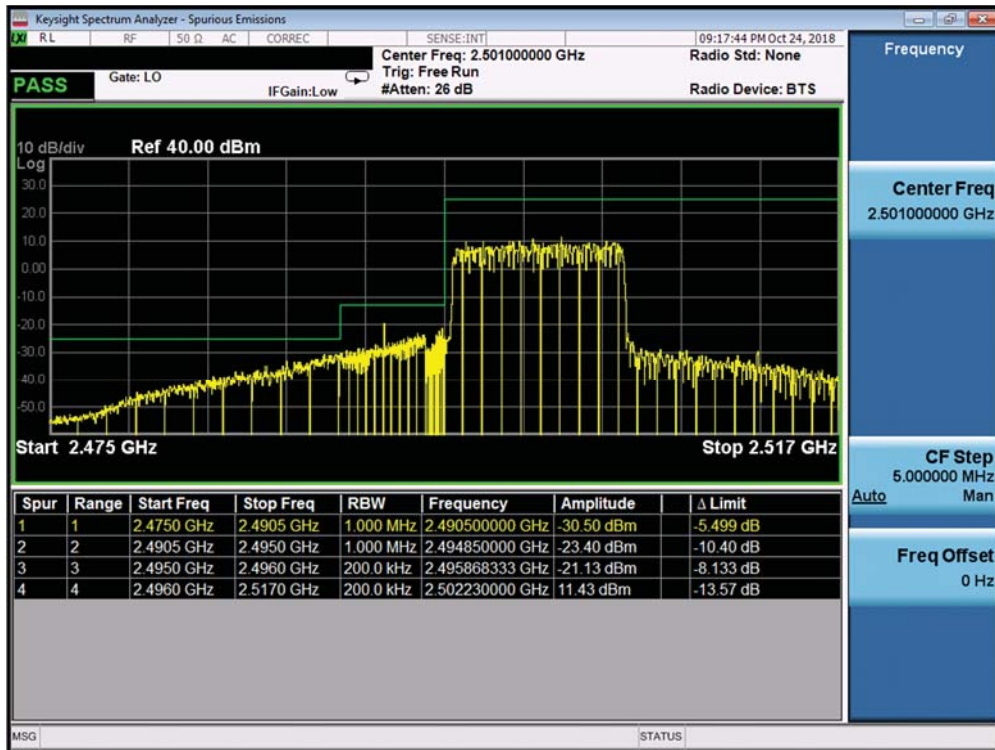 Keysight Spectrum Analyzer - Spurious Emissions
LXI RL RF 50 Ω AC CORREC SENSE:INT 09:17:44 PM Oct 24, 2018
Center Freq: 2.501000000 GHz Radio Std: None
PASS Gate: LO Trig: Free Run
IFGain:Low #Atten: 26 dB Radio Device: BTS
10 dB/div Ref 40.00 dBm
Log
30.0
20.0
10.0
0.00
-10.0
-20.0
-30.0
-40.0
-50.0
Start 2.475 GHz Stop 2.517 GHz
Spur Range Start Freq Stop Freq RBW Frequency Amplitude Δ Limit
1 1 2.4750 GHz 2.4905 GHz 1.000 MHz 2.490500000 GHz -30.50 dBm -5.499 dB
2 2 2.4905 GHz 2.4950 GHz 1.000 MHz 2.494850000 GHz -23.40 dBm -10.40 dB
3 3 2.4950 GHz 2.4960 GHz 200.0 kHz 2.495868333 GHz -21.13 dBm -8.133 dB
4 4 2.4960 GHz 2.5170 GHz 200.0 kHz 2.502230000 GHz 11.43 dBm -13.57 dB
MSG STATUS
Frequency
Center Freq
2.501000000 GHz
CF Step
5.000000 MHz
Auto Man
Freq Offset
0 Hz